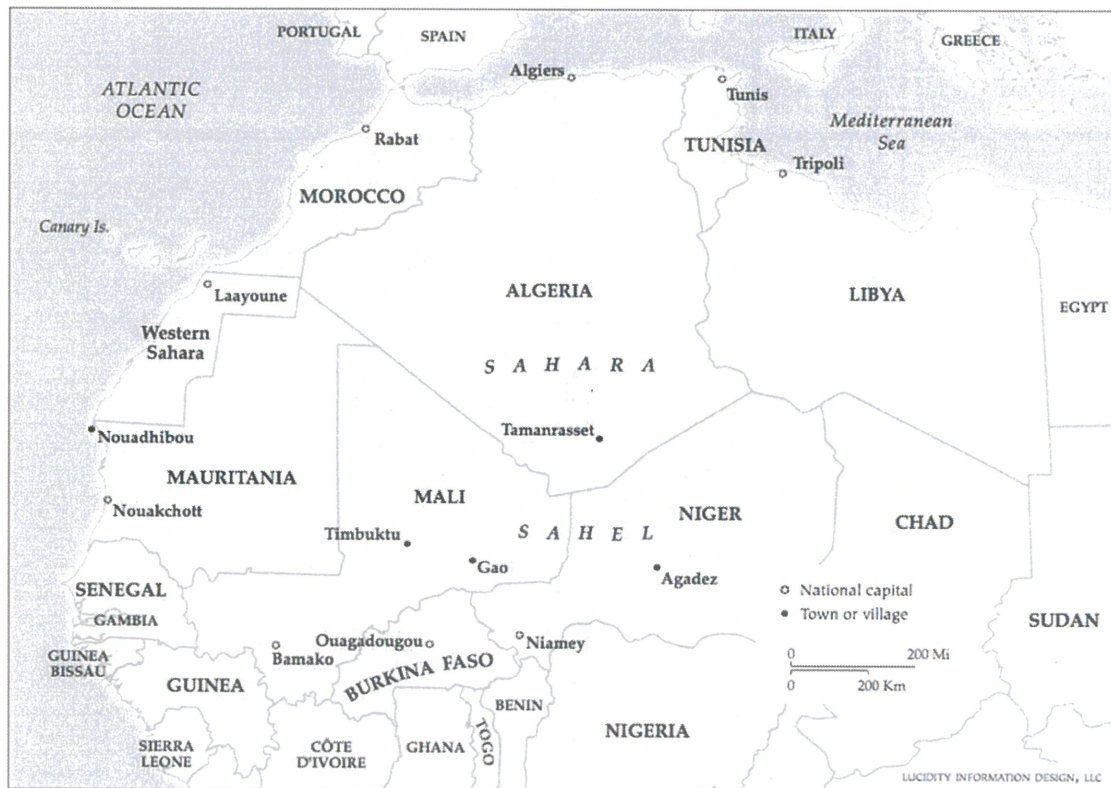 PORTUGAL
SPAIN
ITALY
GREECE
ATLANTIC
OCEAN
Algiers
Tunis
Mediterranean
Sea
Rabat
TUNISIA
Tripoli
MOROCCO
Canary Is.
Laayoune
ALGERIA
LIBYA
EGYPT
Western
Sahara
SAHARA
Nouadhibou
Tamanrasset
MAURITANIA
MALI
NIGER
CHAD
Nouakchott
Timbuktu
SAHEL
Gao
Agadez
SENEGAL
GAMBIA
National capital
Town or village
SUDAN
GUINEA
BISSAU
Bamako
Ouagadougou
Niamey
BURKINA FASO
0 200 Mi
0 200 Km
GUINEA
BENIN
NIGERIA
SIERRA
LEONE
CÔTE
D'IVOIRE
GHANA
TOGO
LUCIDITY INFORMATION DESIGN, LLC